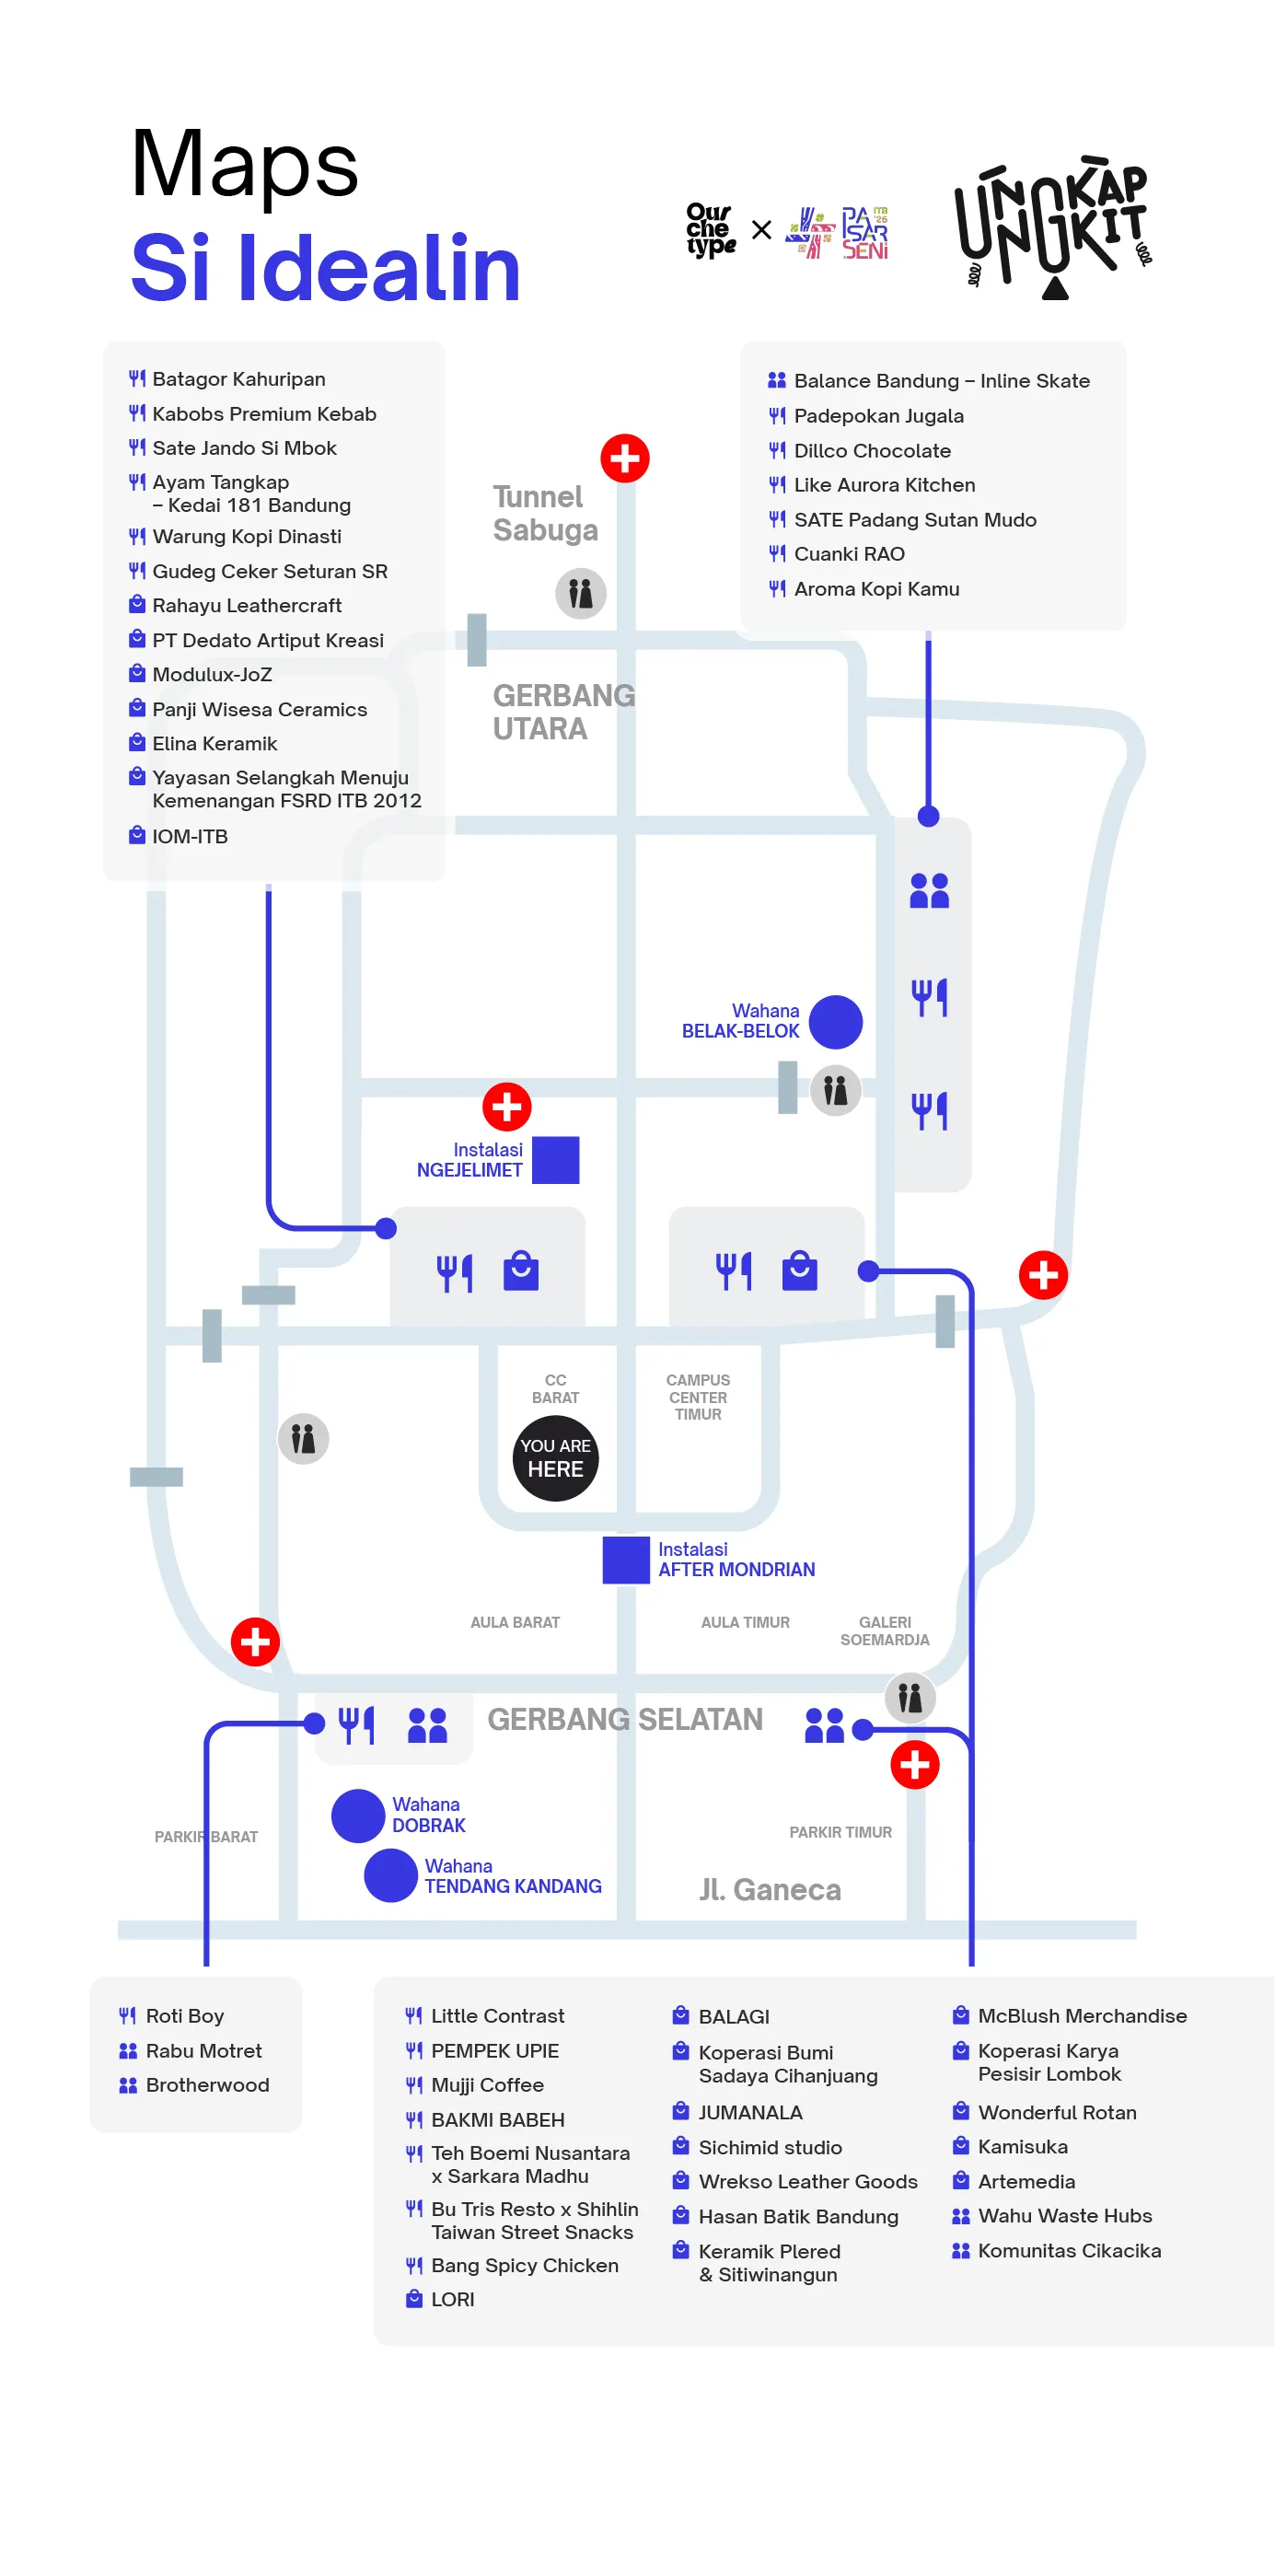 Maps
Si Idealin
Our
che
type
×
PA
SAR
SENI
ITB
'25
UNGKAP
UNGKIT
Batagor Kahuripan
Kabobs Premium Kebab
Sate Jando Si Mbok
Ayam Tangkap
– Kedai 181 Bandung
Warung Kopi Dinasti
Gudeg Ceker Seturan SR
Rahayu Leathercraft
PT Dedato Artiput Kreasi
Modulux-JoZ
Panji Wisesa Ceramics
Elina Keramik
Yayasan Selangkah Menuju
Kemenangan FSRD ITB 2012
IOM-ITB
Balance Bandung – Inline Skate
Padepokan Jugala
Dillco Chocolate
Like Aurora Kitchen
SATE Padang Sutan Mudo
Cuanki RAO
Aroma Kopi Kamu
Tunnel
Sabuga
GERBANG
UTARA
Wahana
BELAK-BELOK
Instalasi
NGEJELIMET
CC
BARAT
CAMPUS
CENTER
TIMUR
YOU ARE
HERE
Instalasi
AFTER MONDRIAN
AULA BARAT
AULA TIMUR
GALERI
SOEMARDJA
GERBANG SELATAN
Wahana
DOBRAK
PARKIR BARAT
PARKIR TIMUR
Wahana
TENDANG KANDANG
Jl. Ganeca
Roti Boy
Rabu Motret
Brotherwood
Little Contrast
PEMPEK UPIE
Mujji Coffee
BAKMI BABEH
Teh Boemi Nusantara
x Sarkara Madhu
Bu Tris Resto x Shihlin
Taiwan Street Snacks
Bang Spicy Chicken
LORI
BALAGI
Koperasi Bumi
Sadaya Cihanjuang
JUMANALA
Sichimid studio
Wrekso Leather Goods
Hasan Batik Bandung
Keramik Plered
& Sitiwinangun
McBlush Merchandise
Koperasi Karya
Pesisir Lombok
Wonderful Rotan
Kamisuka
Artemedia
Wahu Waste Hubs
Komunitas Cikacika